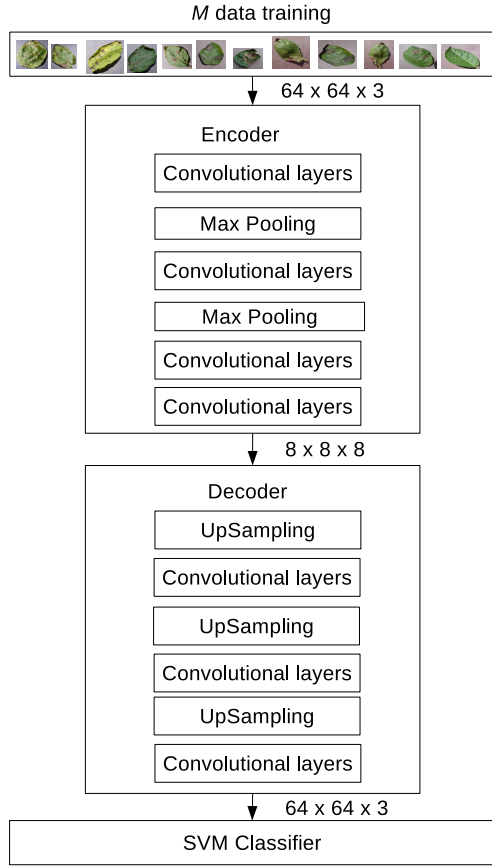 M data training
64 x 64 x 3
Encoder
Convolutional layers
Max Pooling
Convolutional layers
Max Pooling
Convolutional layers
Convolutional layers
8 x 8 x 8
Decoder
UpSampling
Convolutional layers
UpSampling
Convolutional layers
UpSampling
Convolutional layers
64 x 64 x 3
SVM Classifier